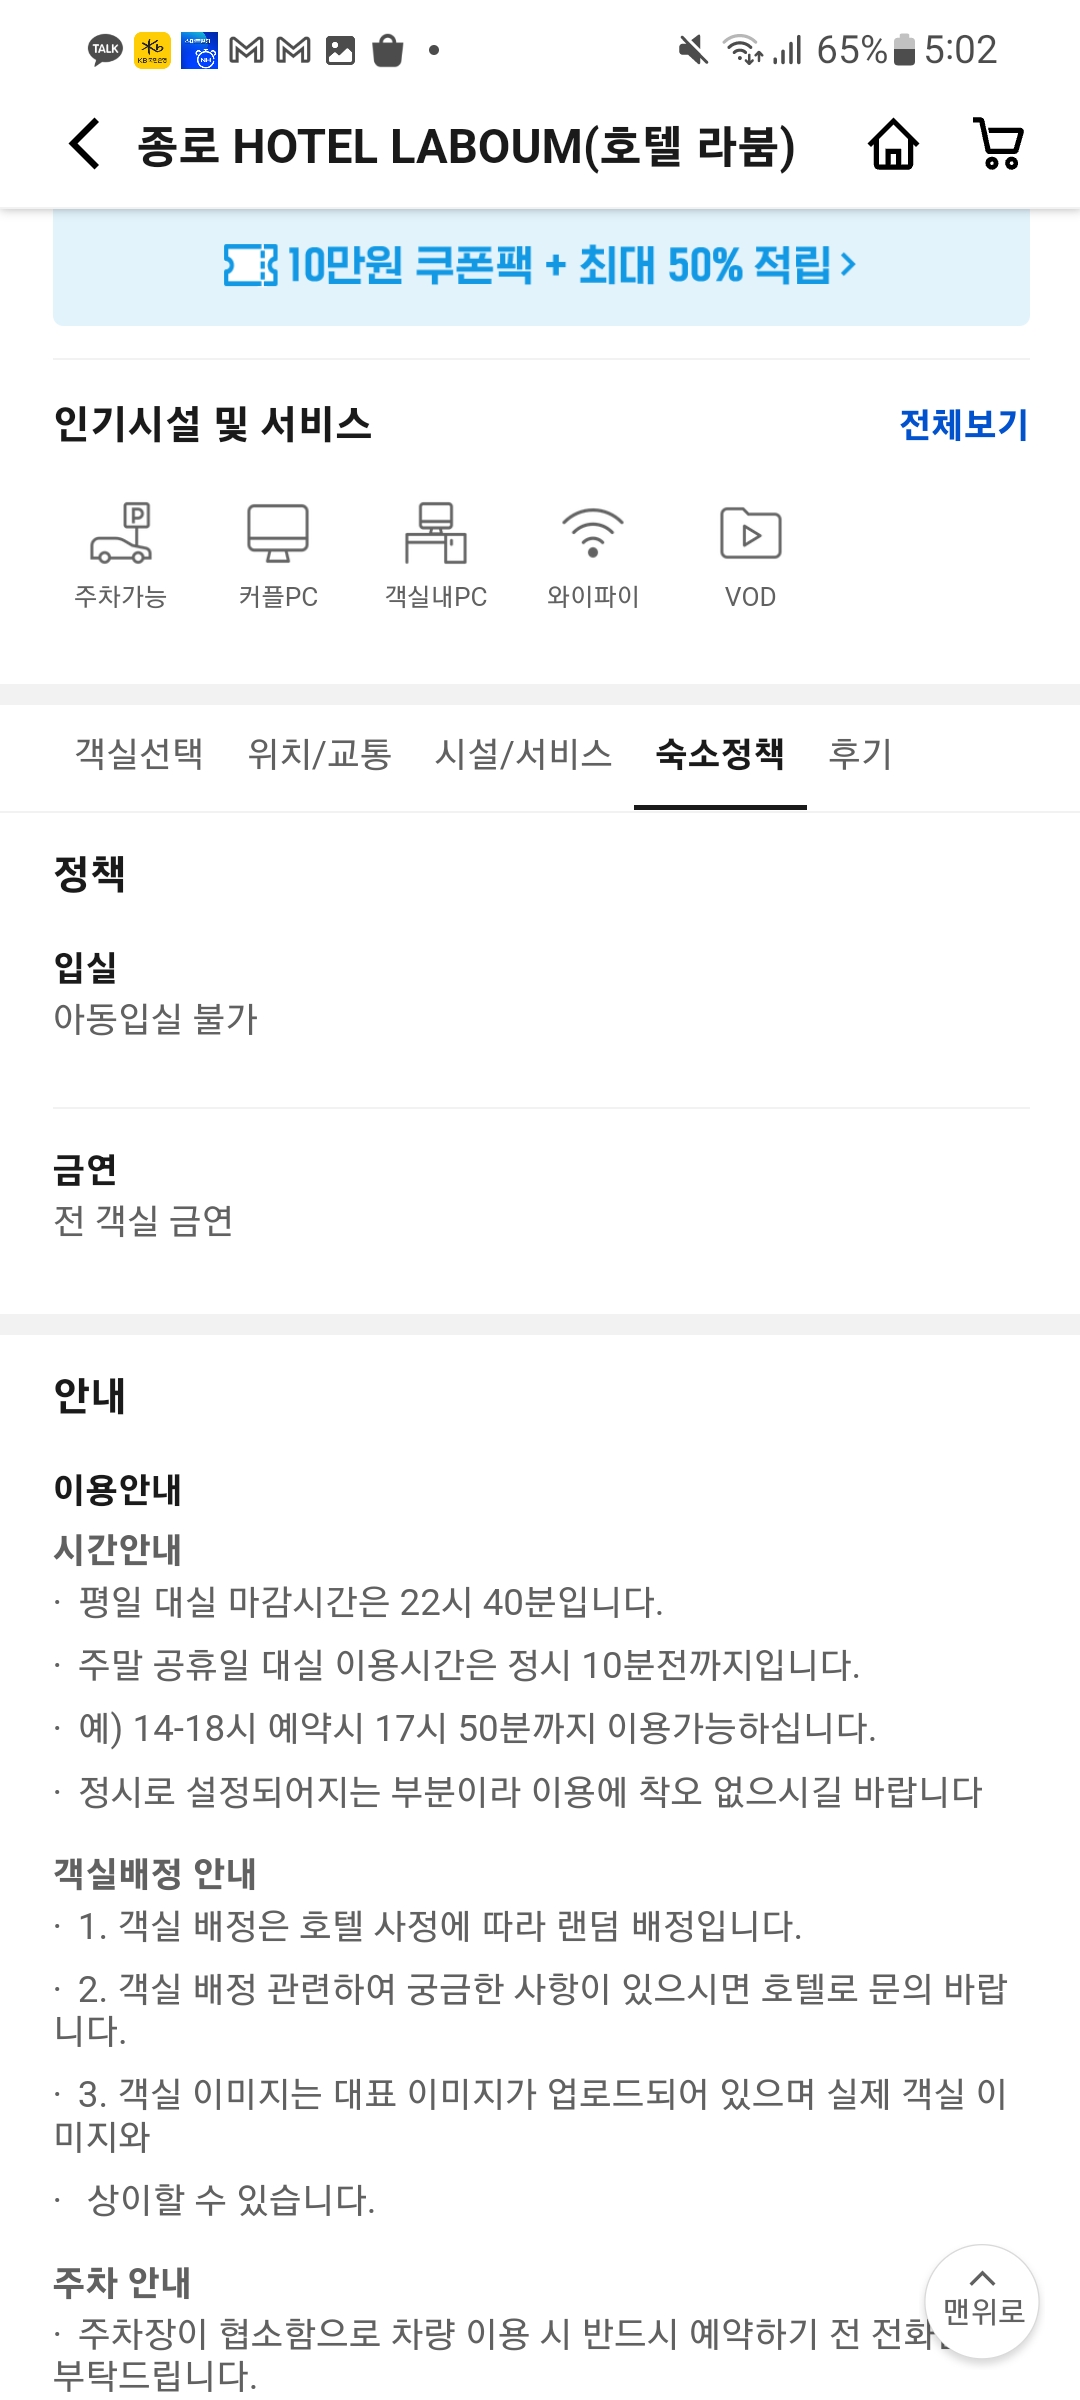 TALK
65% 5:02
종로 HOTEL LABOUM(호텔 라붐)
10만원 쿠폰팩 + 최대 50% 적립
인기시설 및 서비스
전체보기
P
주차가능 커플PC 객실내PC 와이파이 VOD
객실선택 위치/교통 시설/서비스 숙소정책 후기
정책
입실
아동입실 불가
금연
전 객실 금연
안내
이용안내
시간안내
· 평일 대실 마감시간은 22시 40분입니다.
· 주말 공휴일 대실 이용시간은 정시 10분전까지입니다.
· 예) 14-18시 예약시 17시 50분까지 이용가능하십니다.
· 정시로 설정되어지는 부분이라 이용에 착오 없으시길 바랍니다
객실배정 안내
· 1. 객실 배정은 호텔 사정에 따라 랜덤 배정입니다.
· 2. 객실 배정 관련하여 궁금한 사항이 있으시면 호텔로 문의 바랍
니다.
· 3. 객실 이미지는 대표 이미지가 업로드되어 있으며 실제 객실 이
미지와
· 상이할 수 있습니다.
주차 안내
· 주차장이 협소함으로 차량 이용 시 반드시 예약하기 전 전화
부탁드립니다.
맨위로